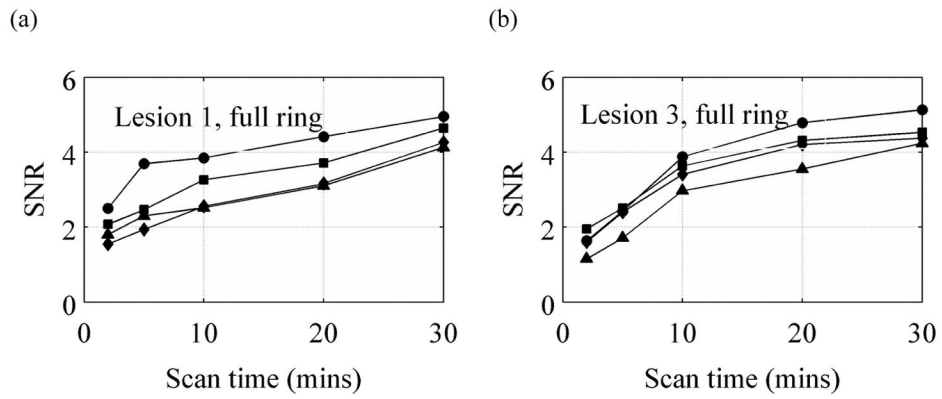 (a)
6
Lesion 1, full ring
4
SNR
2
0
0 10 20 30
Scan time (mins)
(b)
6
Lesion 3, full ring
4
SNR
2
0
0 10 20 30
Scan time (mins)